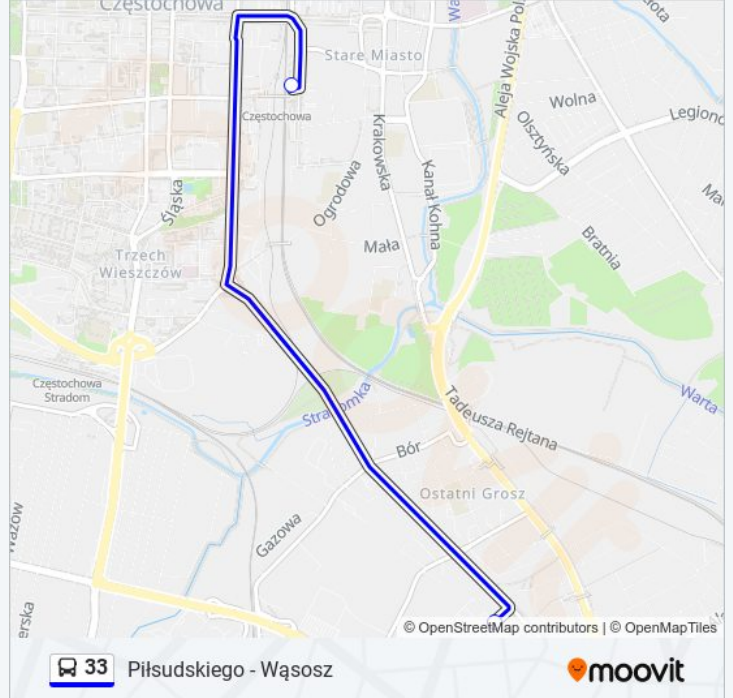 Częstochowa
Stare Miasto
Aleja Wojska Pol
Wolna
Legiono
Olsztyńska
Częstochowa
Krakowska
Kanał Kohna
Ogrodowa
Śląska
Mała
Bratnia
Trzech
Wieszczów
Częstochowa
Stradom
Stradomka
Warta
Tadeusza Rejtana
Bór
Ostatni Grosz
Gazowa
© OpenStreetMap contributors | © OpenMapTiles
33
Piłsudskiego - Wąsosz
moovit